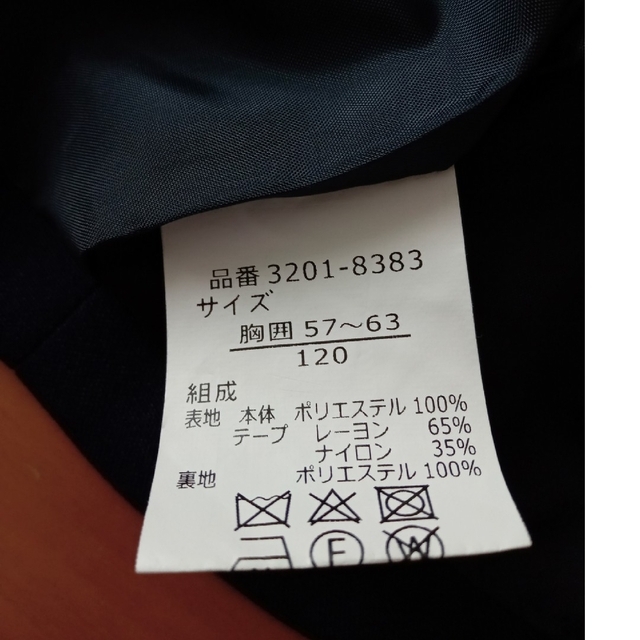 品番 3201-8383
サイズ
胸囲 57～63
120
組成
表地 本体 ポリエステル 100%
テープ レーヨン 65%
ナイロン 35%
裏地 ポリエステル 100%
F W